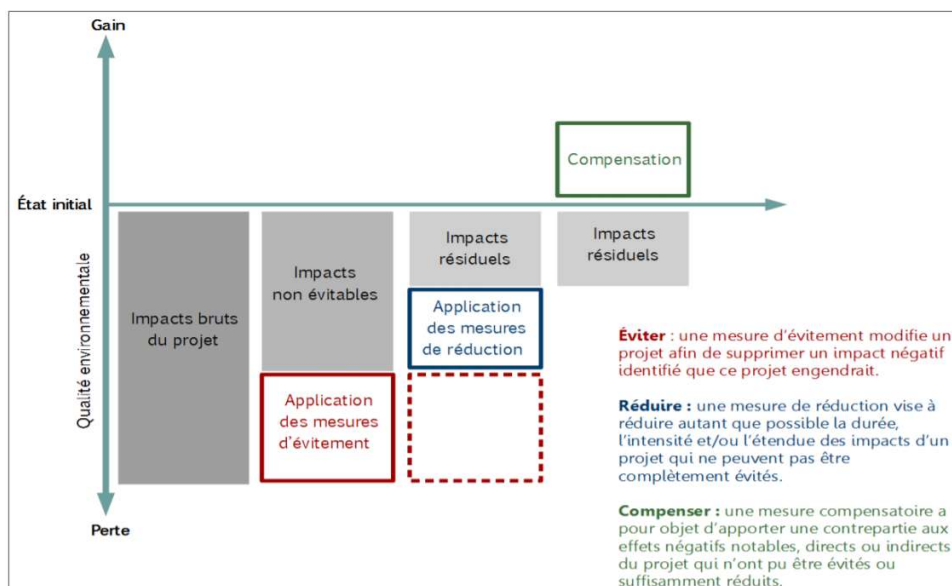 Gain
Compensation
État initial
Impacts
résiduels
Impacts
résiduels
Impacts
non évitables
Impacts bruts
du projet
Application
des mesures
de réduction
Application
des mesures
d'évitement
Qualité environnementale
Perte
Éviter : une mesure d'évitement modifie un
projet afin de supprimer un impact négatif
identifié que ce projet engendrait.
Réduire : une mesure de réduction vise à
réduire autant que possible la durée,
l'intensité et/ou l'étendue des impacts d'un
projet qui ne peuvent pas être
complètement évités.
Compenser : une mesure compensatoire a
pour objet d'apporter une contrepartie aux
effets négatifs notables, directs ou indirects
du projet qui n'ont pu être évités ou
suffisamment réduits.